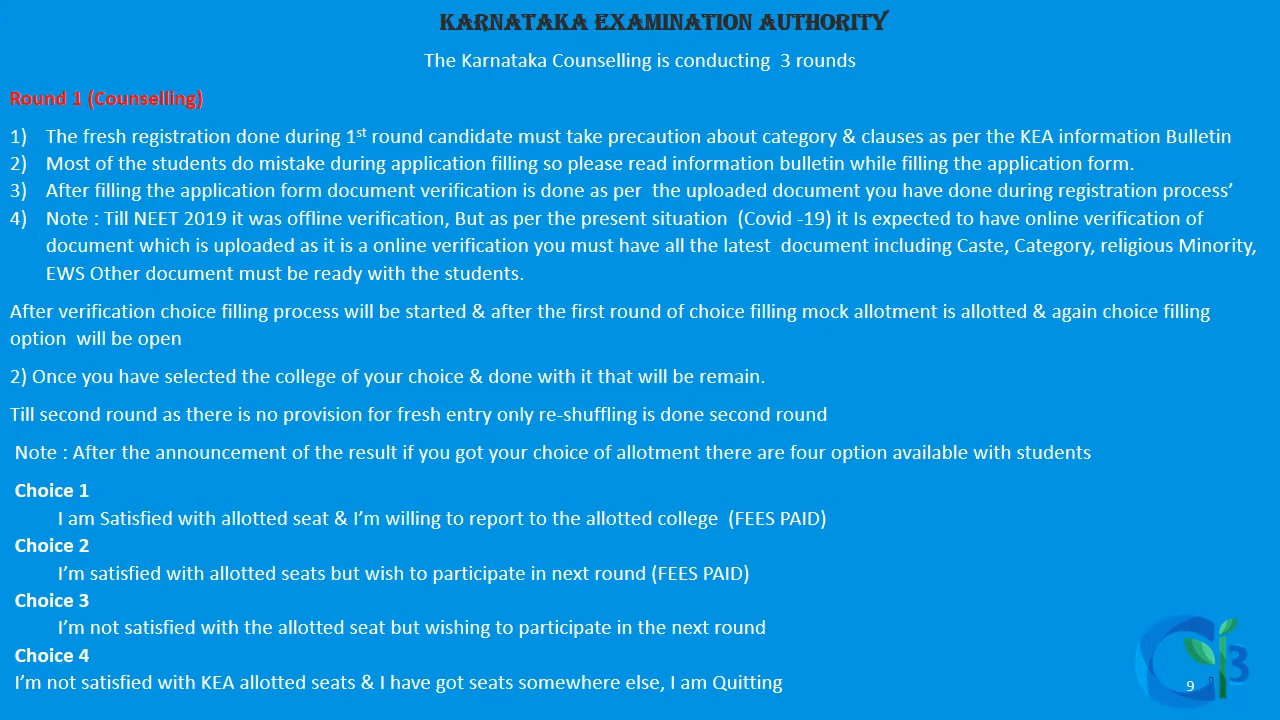 KARNATAKA EXAMINATION AUTHORITY
The Karnataka Counselling is conducting 3 rounds
Round 1 (Counselling)
1) The fresh registration done during 1st round candidate must take precaution about category & clauses as per the KEA information Bulletin
2) Most of the students do mistake during application filling so please read information bulletin while filling the application form.
3) After filling the application form document verification is done as per the uploaded document you have done during registration process’
4) Note : Till NEET 2019 it was offline verification, But as per the present situation (Covid -19) it Is expected to have online verification of
document which is uploaded as it is a online verification you must have all the latest document including Caste, Category, religious Minority,
EWS Other document must be ready with the students.
After verification choice filling process will be started & after the first round of choice filling mock allotment is allotted & again choice filling
option will be open
2) Once you have selected the college of your choice & done with it that will be remain.
Till second round as there is no provision for fresh entry only re-shuffling is done second round
Note : After the announcement of the result if you got your choice of allotment there are four option available with students
Choice 1
I am Satisfied with allotted seat & I’m willing to report to the allotted college (FEES PAID)
Choice 2
I’m satisfied with allotted seats but wish to participate in next round (FEES PAID)
Choice 3
I’m not satisfied with the allotted seat but wishing to participate in the next round
Choice 4
I’m not satisfied with KEA allotted seats & I have got seats somewhere else, I am Quitting
3
9